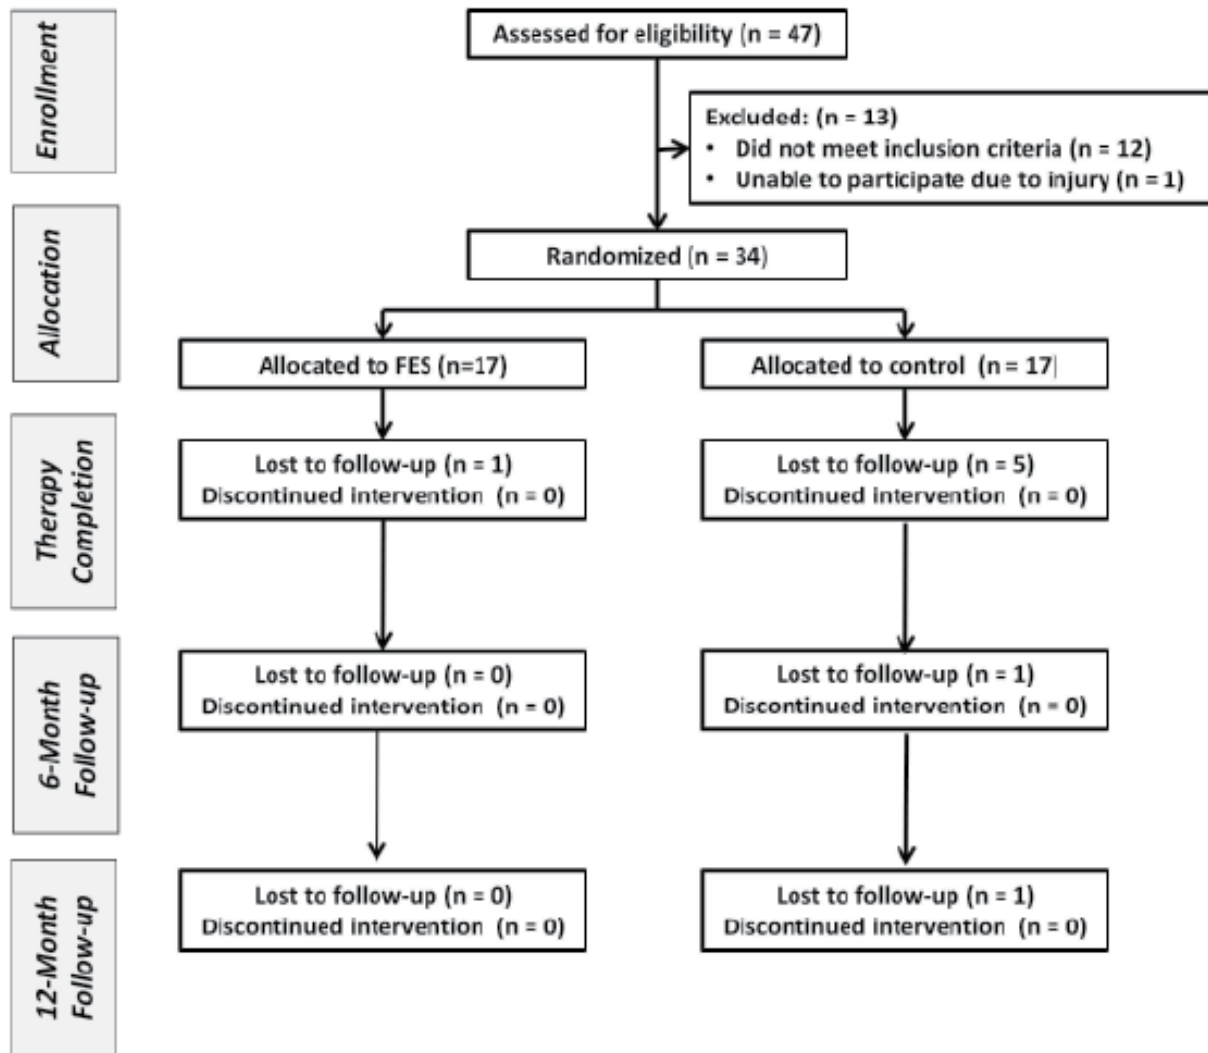 Enrollment
Assessed for eligibility (n = 47)
Excluded: (n = 13)
• Did not meet inclusion criteria (n = 12)
• Unable to participate due to injury (n = 1)
Allocation
Randomized (n = 34)
Allocated to FES (n=17)
Allocated to control (n = 17
Therapy
Completion
Lost to follow-up (n = 1)
Discontinued intervention (n = 0)
Lost to follow-up (n = 5)
Discontinued intervention (n = 0)
6-Month
Follow-up
Lost to follow-up (n = 0)
Discontinued intervention (n = 0)
Lost to follow-up (n = 1)
Discontinued intervention (n = 0)
12-Month
Follow-up
Lost to follow-up (n = 0)
Discontinued intervention (n = 0)
Lost to follow-up (n = 1)
Discontinued intervention (n = 0)